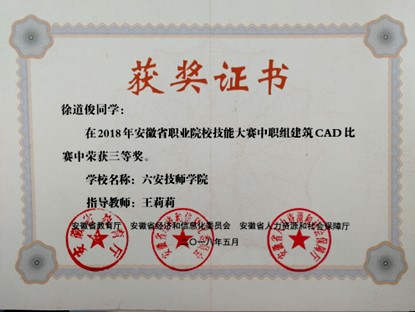 获奖证书
徐道俊同学：
在2018年安徽省职业院校技能大赛中职组建筑CAD比
赛中荣获三等奖。
学校名称：六安技师学院
指导教师：王莉莉
安徽省教育厅 安徽省经济和信息化委员会 安徽省人力资源和社会保障厅
二〇一八年五月